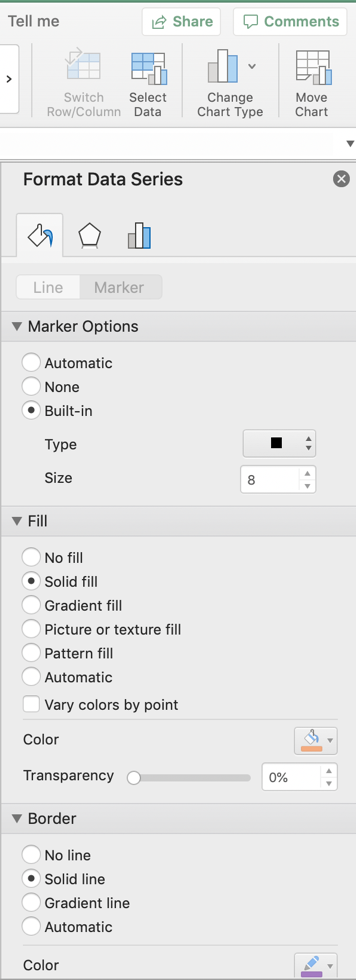 Tell me
Share
Comments
Switch
Row/Column
Select
Data
Change
Chart Type
Move
Chart
Format Data Series
Line
Marker
Marker Options
Automatic
None
Built-in
Type
Size
8
Fill
No fill
Solid fill
Gradient fill
Picture or texture fill
Pattern fill
Automatic
Vary colors by point
Color
Transparency
0%
Border
No line
Solid line
Gradient line
Automatic
Color